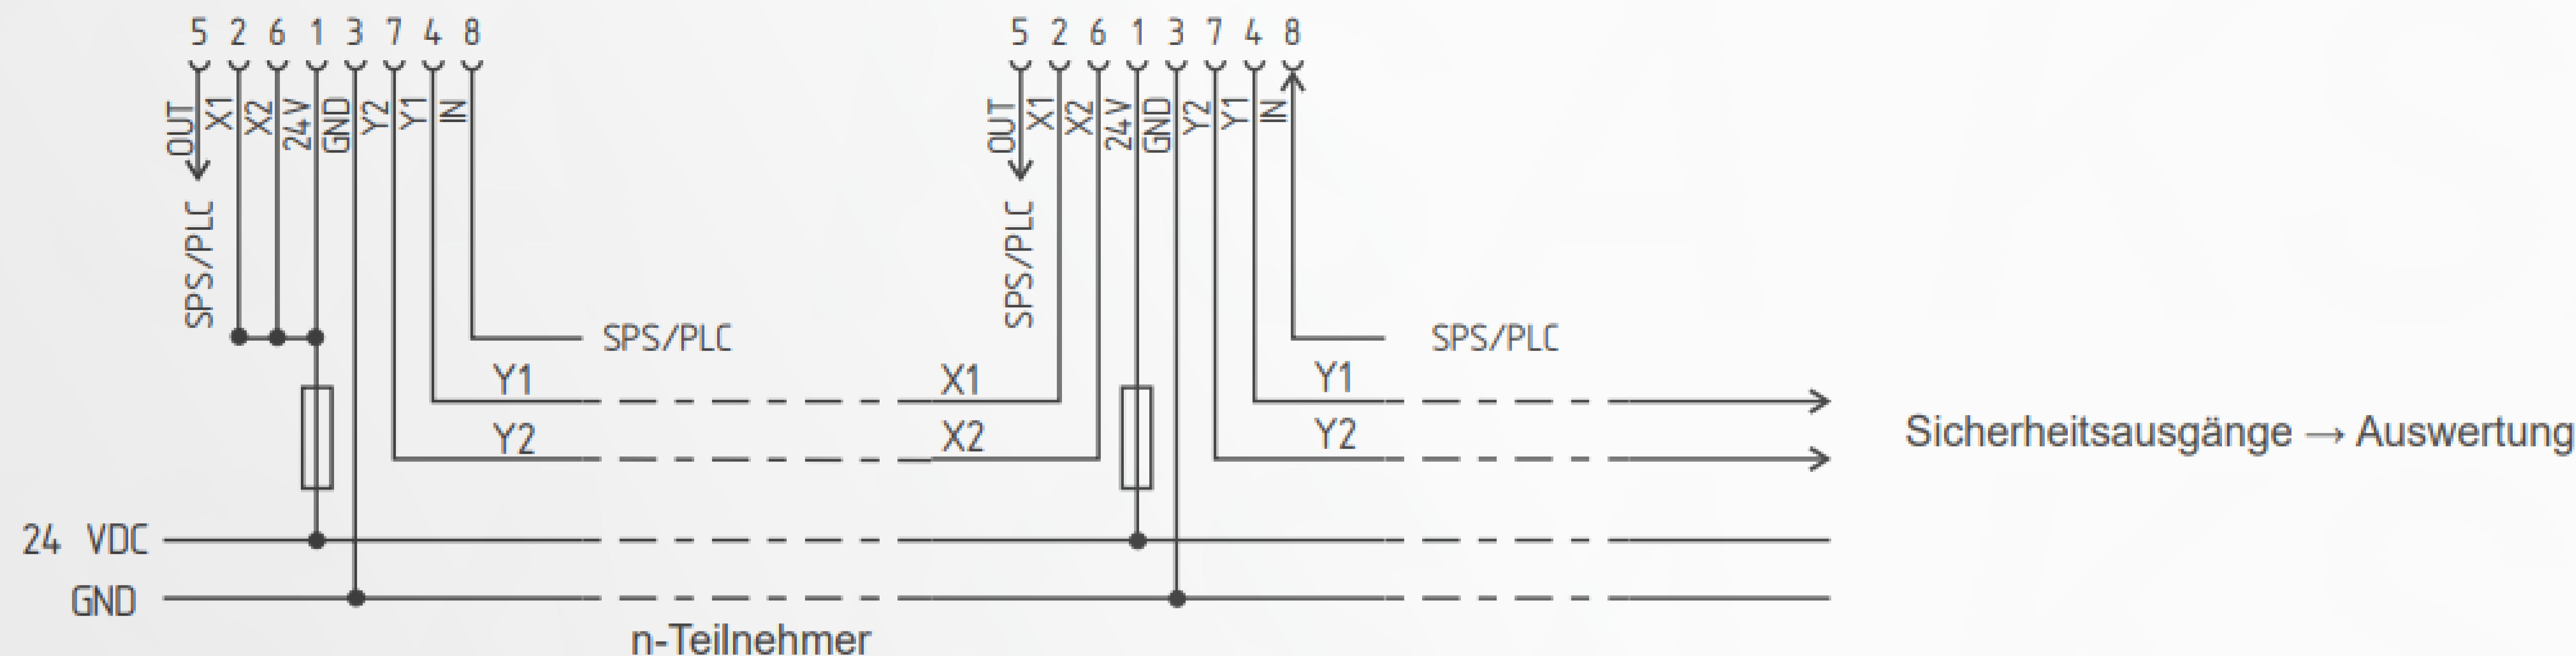 5 2 6 1 3 7 4 8
5 2 6 1 3 7 4 8
OUT X1 X2 24V GND Y2 Y1 IN
OUT X1 X2 24V GND Y2 Y1 IN
SPS/PLC
SPS/PLC
SPS/PLC
SPS/PLC
Y1 X1 Y1
Y2 X2 Y2
Sicherheitsausgänge → Auswertung
24 VDC
GND
n-Teilnehmer